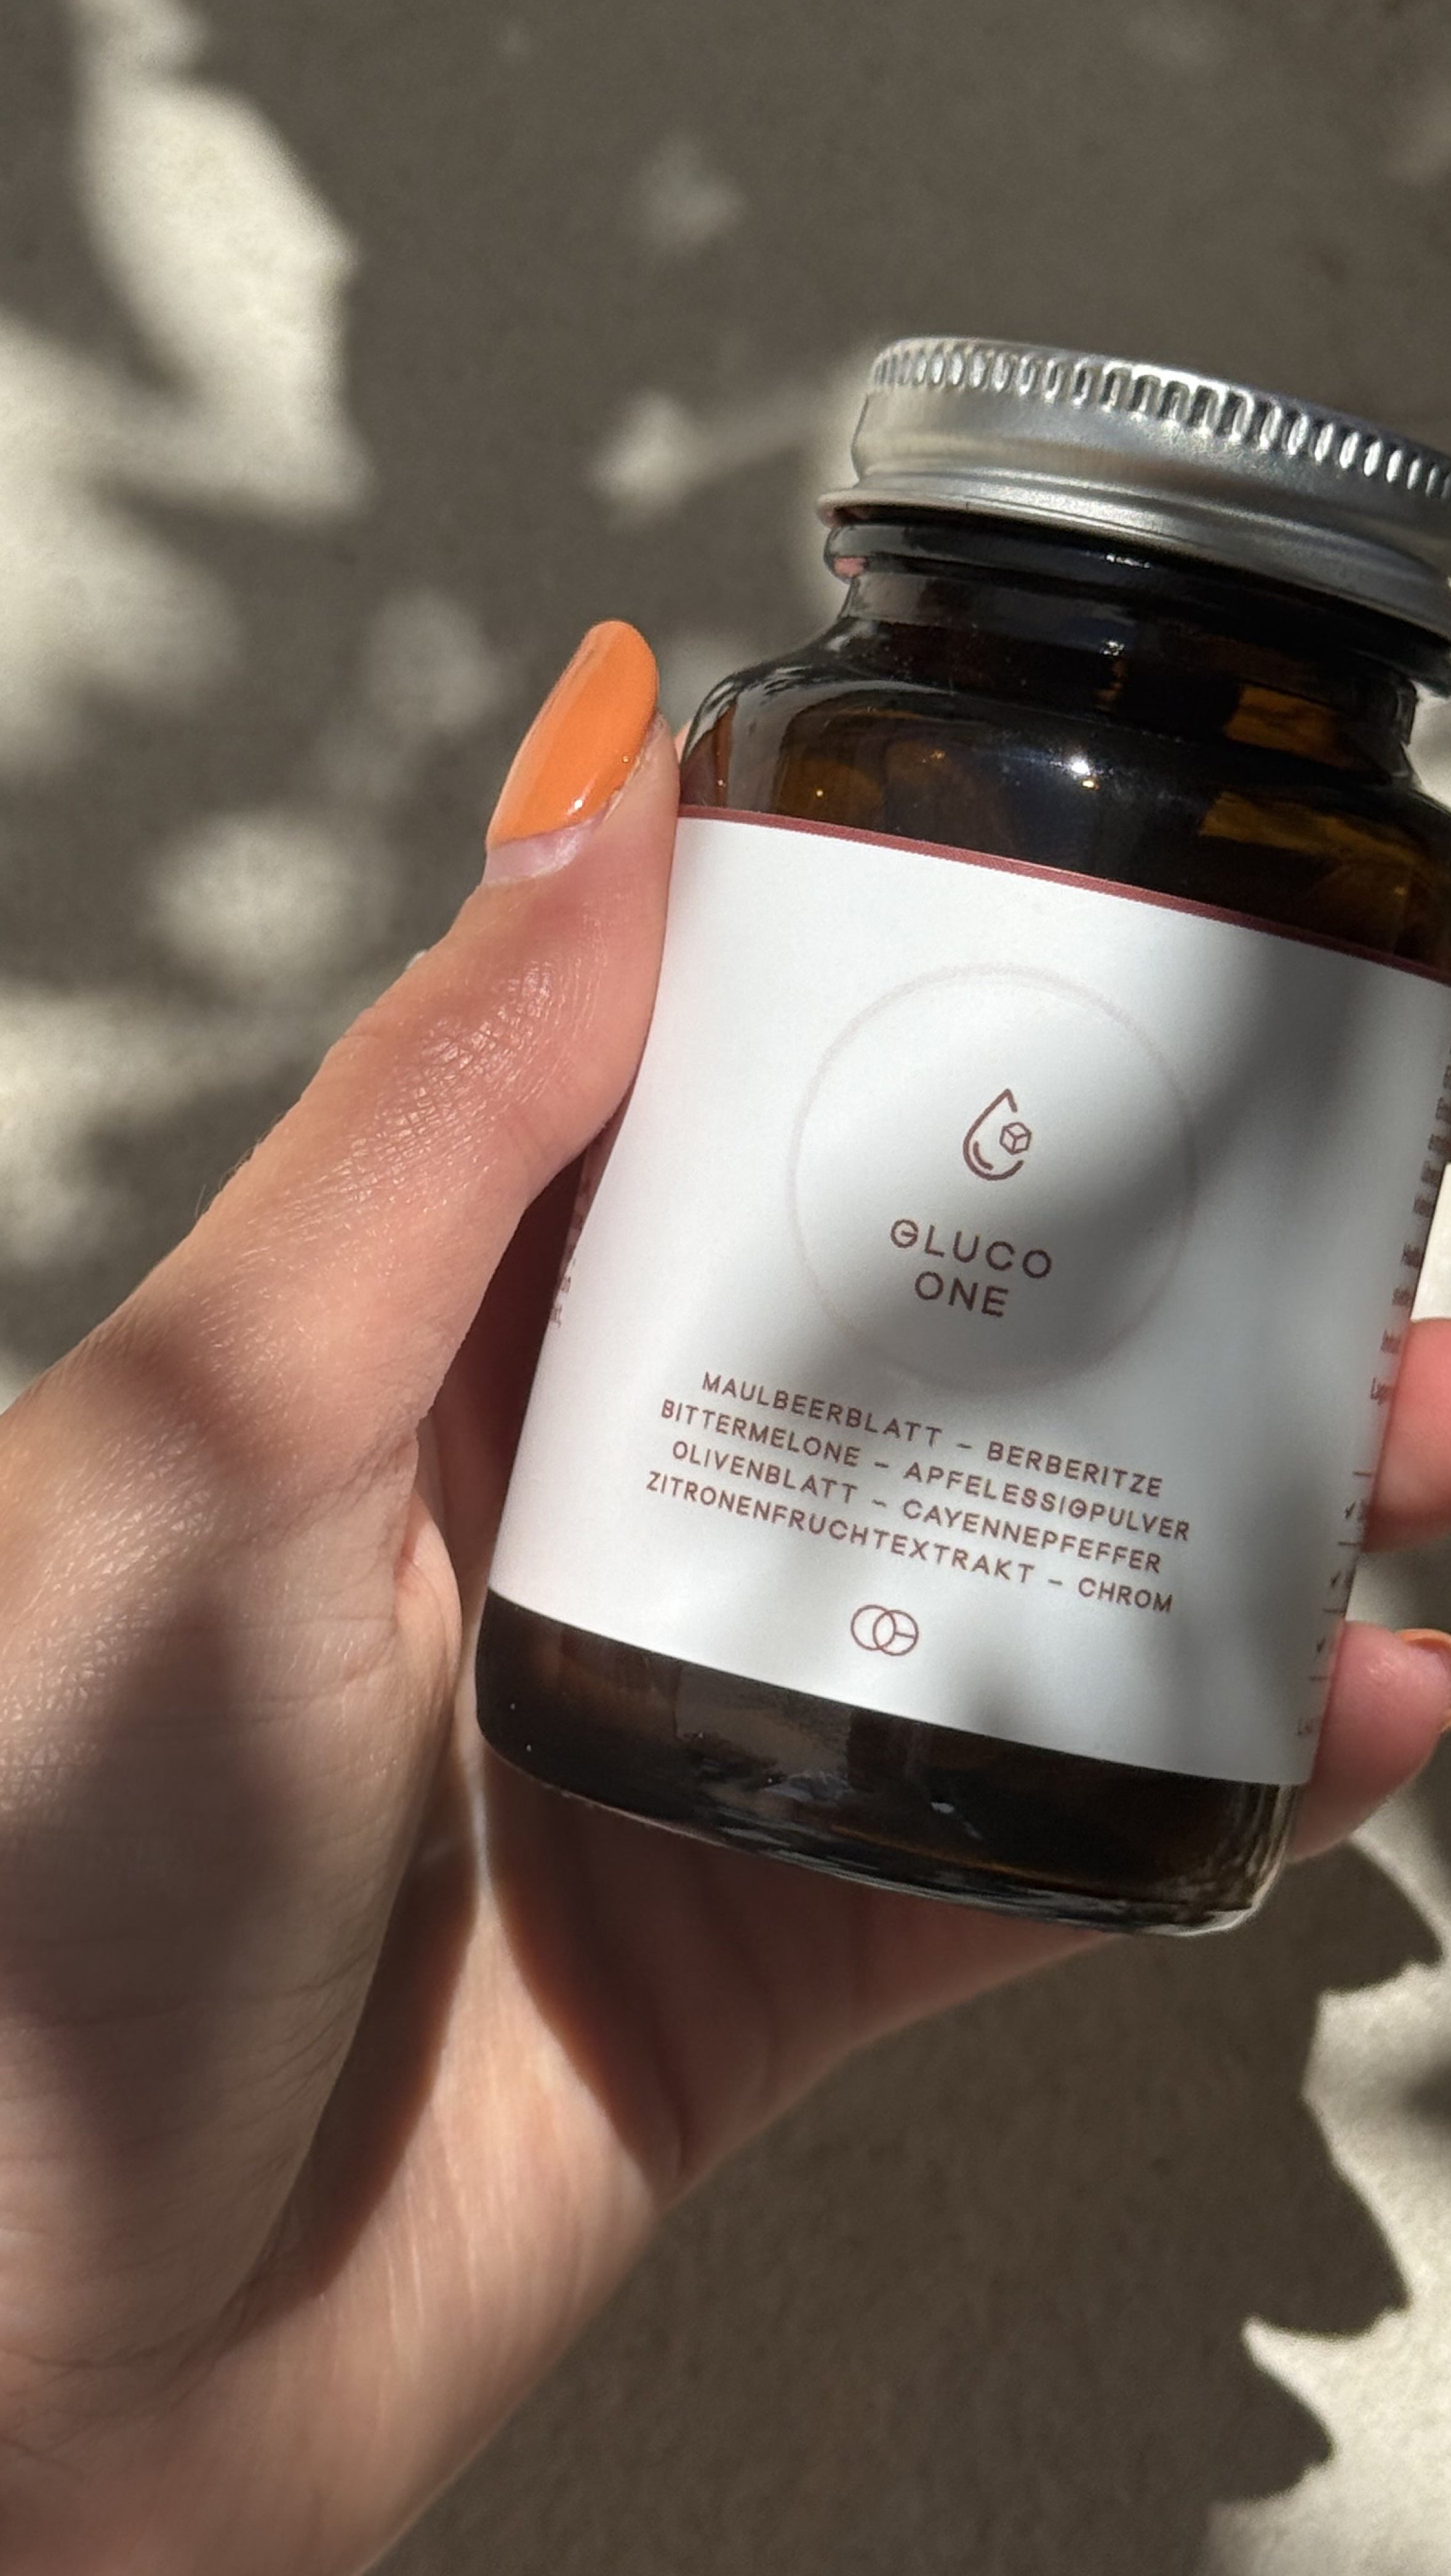 GLUCO
ONE
MAULBEERBLATT – BERBERITZE
BITTERMELONE – APFELESSIGPULVER
OLIVENBLATT – CAYENNEPFEFFER
ZITRONENFRUCHTEXTRAKT – CHROM